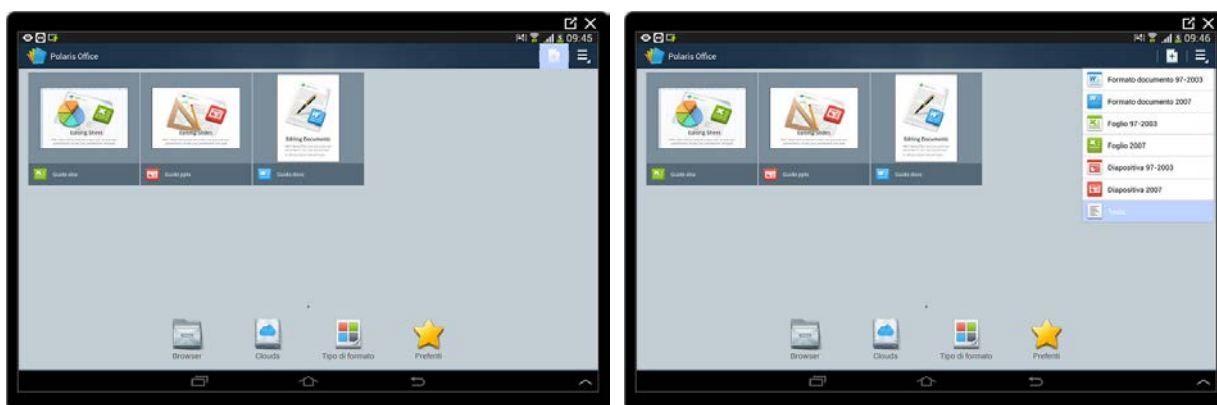 09:45
Polaris Office
Editing Sheet
Editing Slides
Editing Documents
Guide.xlsx
Guide.pptx
Guide.docx
Browser
Clouds
Tipo di formato
Preferiti
09:46
Polaris Office
Formato documento 97-2003
Formato documento 2007
Foglio 97-2003
Foglio 2007
Diapositiva 97-2003
Diapositiva 2007
Testo
Editing Sheet
Editing Slides
Editing Documents
Guide.xlsx
Guide.pptx
Guide.docx
Browser
Clouds
Tipo di formato
Preferiti